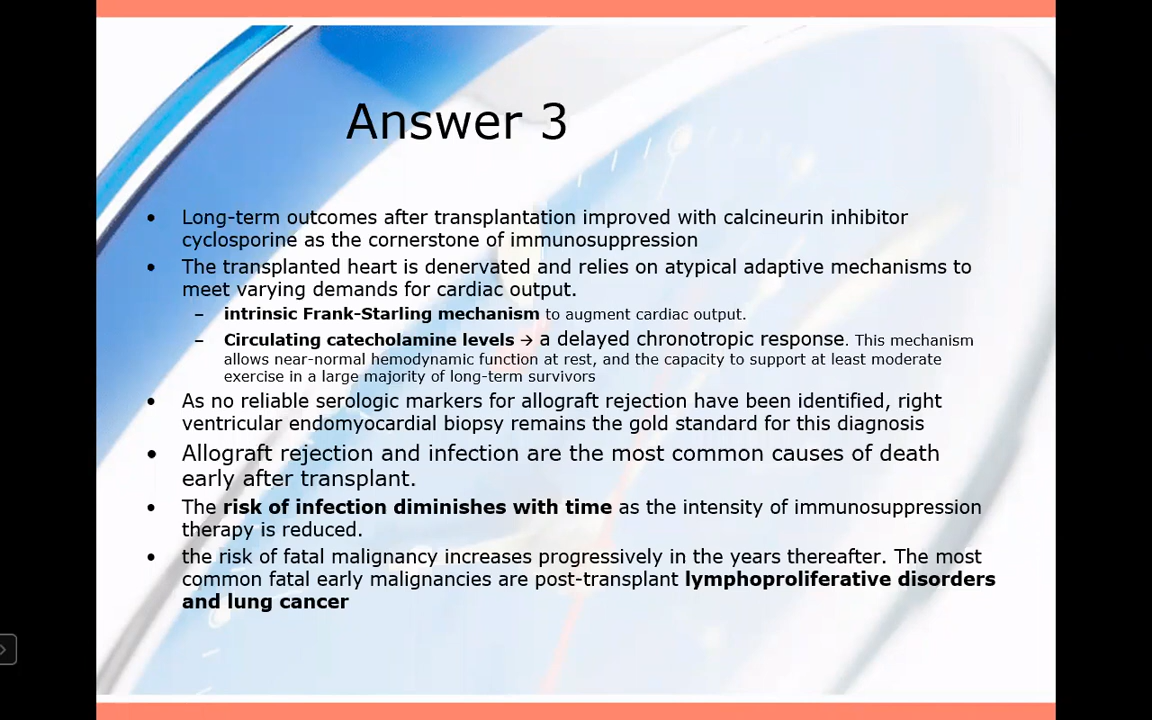 Answer 3
• Long-term outcomes after transplantation improved with calcineurin inhibitor
cyclosporine as the cornerstone of immunosuppression
• The transplanted heart is denervated and relies on atypical adaptive mechanisms to
meet varying demands for cardiac output.
– intrinsic Frank-Starling mechanism to augment cardiac output.
– Circulating catecholamine levels → a delayed chronotropic response. This mechanism
allows near-normal hemodynamic function at rest, and the capacity to support at least moderate
exercise in a large majority of long-term survivors
• As no reliable serologic markers for allograft rejection have been identified, right
ventricular endomyocardial biopsy remains the gold standard for this diagnosis
• Allograft rejection and infection are the most common causes of death
early after transplant.
• The risk of infection diminishes with time as the intensity of immunosuppression
therapy is reduced.
• the risk of fatal malignancy increases progressively in the years thereafter. The most
common fatal early malignancies are post-transplant lymphoproliferative disorders
and lung cancer